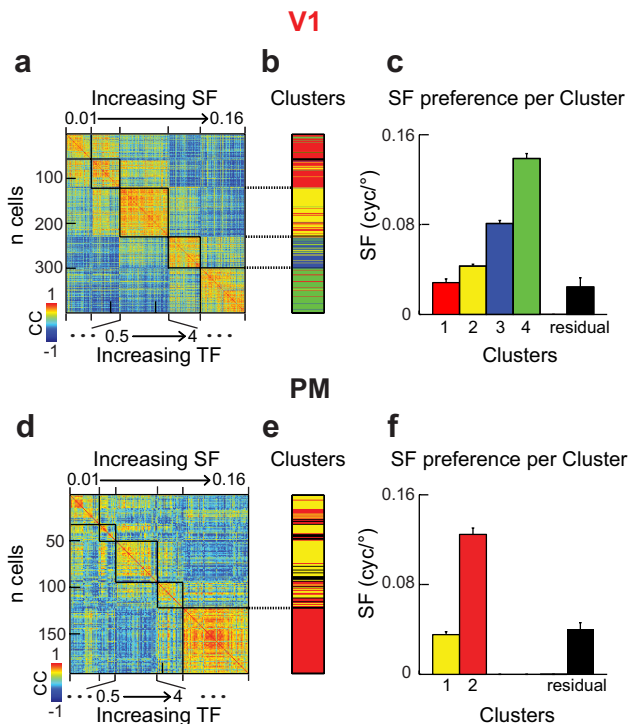 V1
a
b
c
Increasing SF
Clusters
SF preference per Cluster
0.01
0.16
n cells
100
200
300
1
CC
-1
0.5
4
Increasing TF
SF (cyc/°)
0.16
0.08
0
1 2 3 4 residual
Clusters
PM
d
e
f
Increasing SF
Clusters
SF preference per Cluster
0.01
0.16
n cells
50
100
150
1
CC
-1
0.5
4
Increasing TF
SF (cyc/°)
0.16
0.08
0
1 2 residual
Clusters